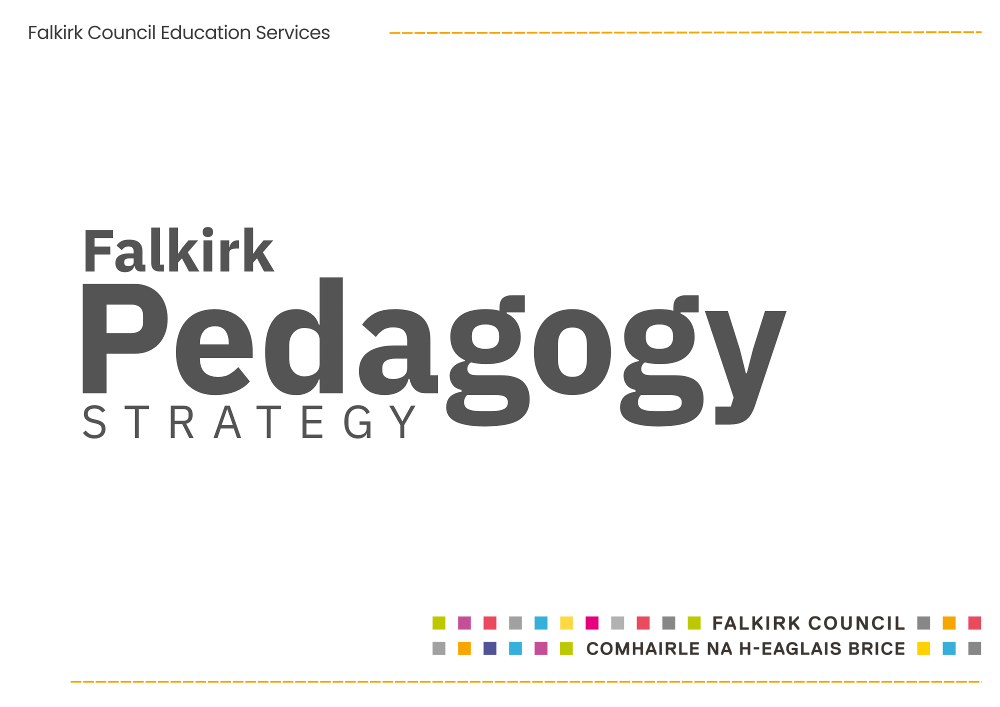 Falkirk Council Education Services
Falkirk
Pedagogy
STRATEGY
FALKIRK COUNCIL
COMHAIRLE NA H-EAGLAIS BRICE